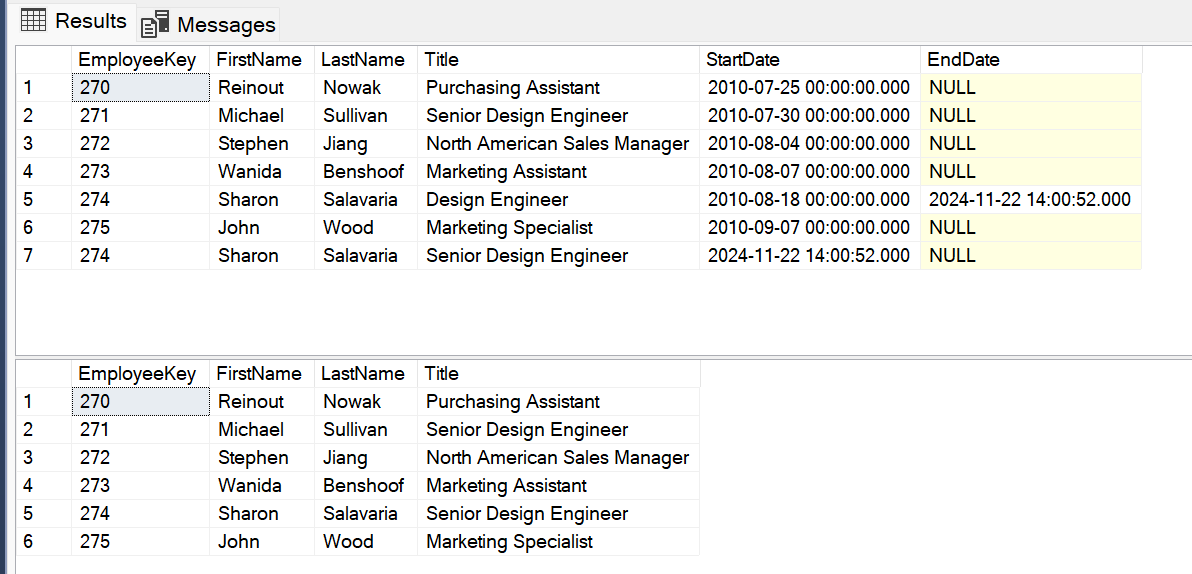 Results Messages
EmployeeKey FirstName LastName Title StartDate EndDate
1 270 Reinout Nowak Purchasing Assistant 2010-07-25 00:00:00.000 NULL
2 271 Michael Sullivan Senior Design Engineer 2010-07-30 00:00:00.000 NULL
3 272 Stephen Jiang North American Sales Manager 2010-08-04 00:00:00.000 NULL
4 273 Wanida Benshoof Marketing Assistant 2010-08-07 00:00:00.000 NULL
5 274 Sharon Salavaria Design Engineer 2010-08-18 00:00:00.000 2024-11-22 14:00:52.000
6 275 John Wood Marketing Specialist 2010-09-07 00:00:00.000 NULL
7 274 Sharon Salavaria Senior Design Engineer 2024-11-22 14:00:52.000 NULL
EmployeeKey FirstName LastName Title
1 270 Reinout Nowak Purchasing Assistant
2 271 Michael Sullivan Senior Design Engineer
3 272 Stephen Jiang North American Sales Manager
4 273 Wanida Benshoof Marketing Assistant
5 274 Sharon Salavaria Senior Design Engineer
6 275 John Wood Marketing Specialist